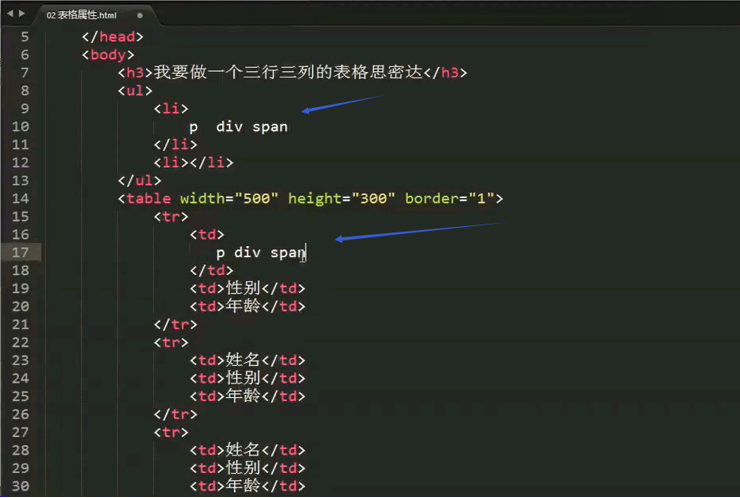 02 表格属性.html
5 </head>
6 <body>
7 <h3>我要做一个三行三列的表格思密达</h3>
8 <ul>
9 <li>
10 p  div span
11 </li>
12 <li></li>
13 </ul>
14 <table width="500" height="300" border="1">
15 <tr>
16 <td>
17 p div span
18 </td>
19 <td>性别</td>
20 <td>年龄</td>
21 </tr>
22 <tr>
23 <td>姓名</td>
24 <td>性别</td>
25 <td>年龄</td>
26 </tr>
27 <tr>
28 <td>姓名</td>
29 <td>性别</td>
30 <td>年龄</td>